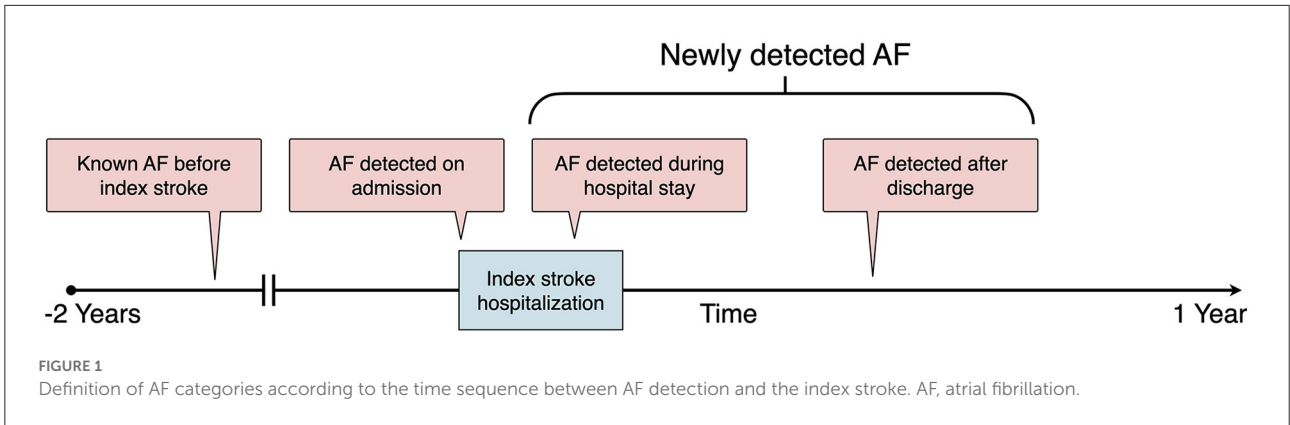 Newly detected AF
Known AF before
index stroke
AF detected on
admission
AF detected during
hospital stay
AF detected after
discharge
Index stroke
hospitalization
-2 Years
Time
1 Year
FIGURE 1
Definition of AF categories according to the time sequence between AF detection and the index stroke. AF, atrial fibrillation.